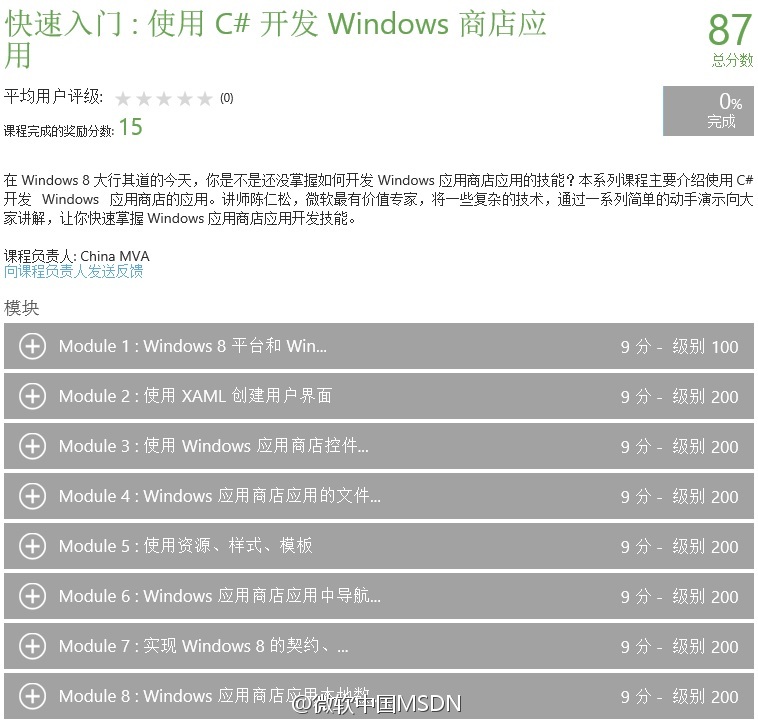 快速入门 : 使用 C# 开发 Windows 商店应
用
87
总分数
平均用户评级: (0)
0%
完成
课程完成的奖励分数: 15
在 Windows 8 大行其道的今天，你是不是还没掌握如何开发 Windows 应用商店应用的技能？本系列课程主要介绍使用 C#
开发 Windows 应用商店的应用。讲师陈仁松，微软最有价值专家，将一些复杂的技术，通过一系列简单的动手演示向大
家讲解，让你快速掌握 Windows 应用商店应用开发技能。
课程负责人: China MVA
向课程负责人发送反馈
模块
Module 1 : Windows 8 平台和 Win... 9 分 - 级别 100
Module 2 : 使用 XAML 创建用户界面 9 分 - 级别 200
Module 3 : 使用 Windows 应用商店控件... 9 分 - 级别 200
Module 4 : Windows 应用商店应用的文件... 9 分 - 级别 200
Module 5 : 使用资源、样式、模板 9 分 - 级别 200
Module 6 : Windows 应用商店应用中导航... 9 分 - 级别 200
Module 7 : 实现 Windows 8 的契约、... 9 分 - 级别 200
Module 8 : Windows 应用商店应用本地数... 9 分 - 级别 200
@微软中国MSDN